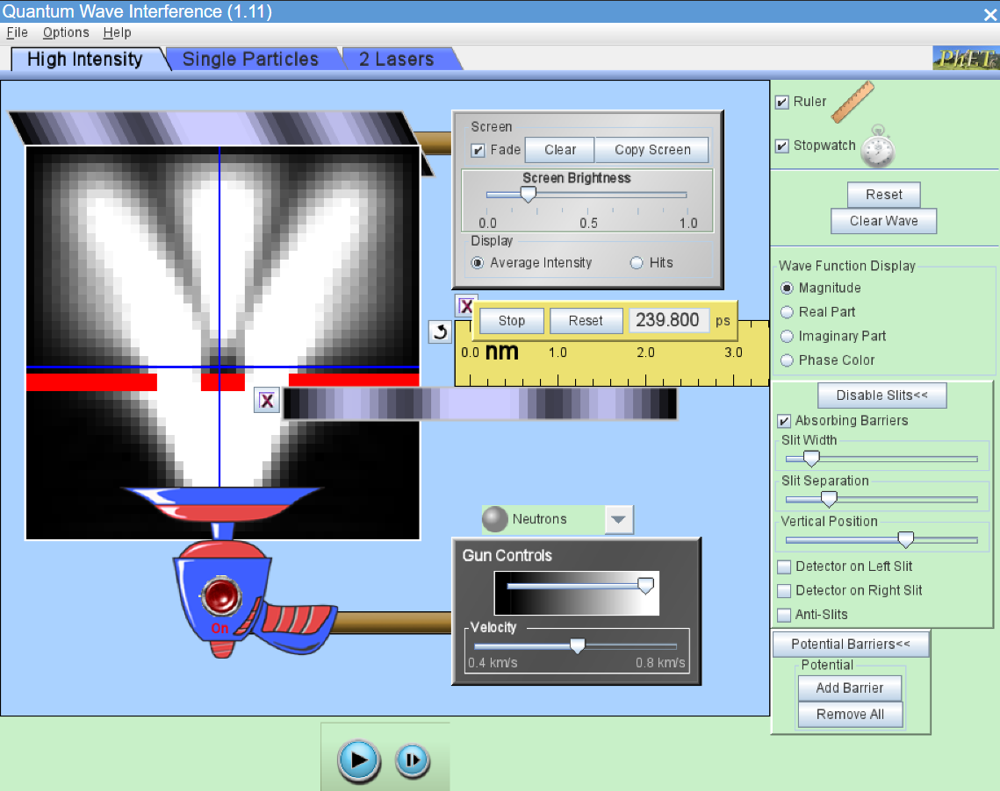 Quantum Wave Interference (1.11)
File Options Help
High Intensity Single Particles 2 Lasers
PhET
Ruler
Stopwatch
Reset
Clear Wave
Screen
Fade Clear Copy Screen
Screen Brightness
0.0 0.5 1.0
Display
Average Intensity Hits
Stop Reset 239.800 ps
0.0 nm 1.0 2.0 3.0
Wave Function Display
Magnitude
Real Part
Imaginary Part
Phase Color
Disable Slits<<
Absorbing Barriers
Slit Width
Slit Separation
Vertical Position
Detector on Left Slit
Detector on Right Slit
Anti-Slits
Potential Barriers<<
Potential
Add Barrier
Remove All
Neutrons
Gun Controls
Velocity
0.4 km/s 0.8 km/s
On